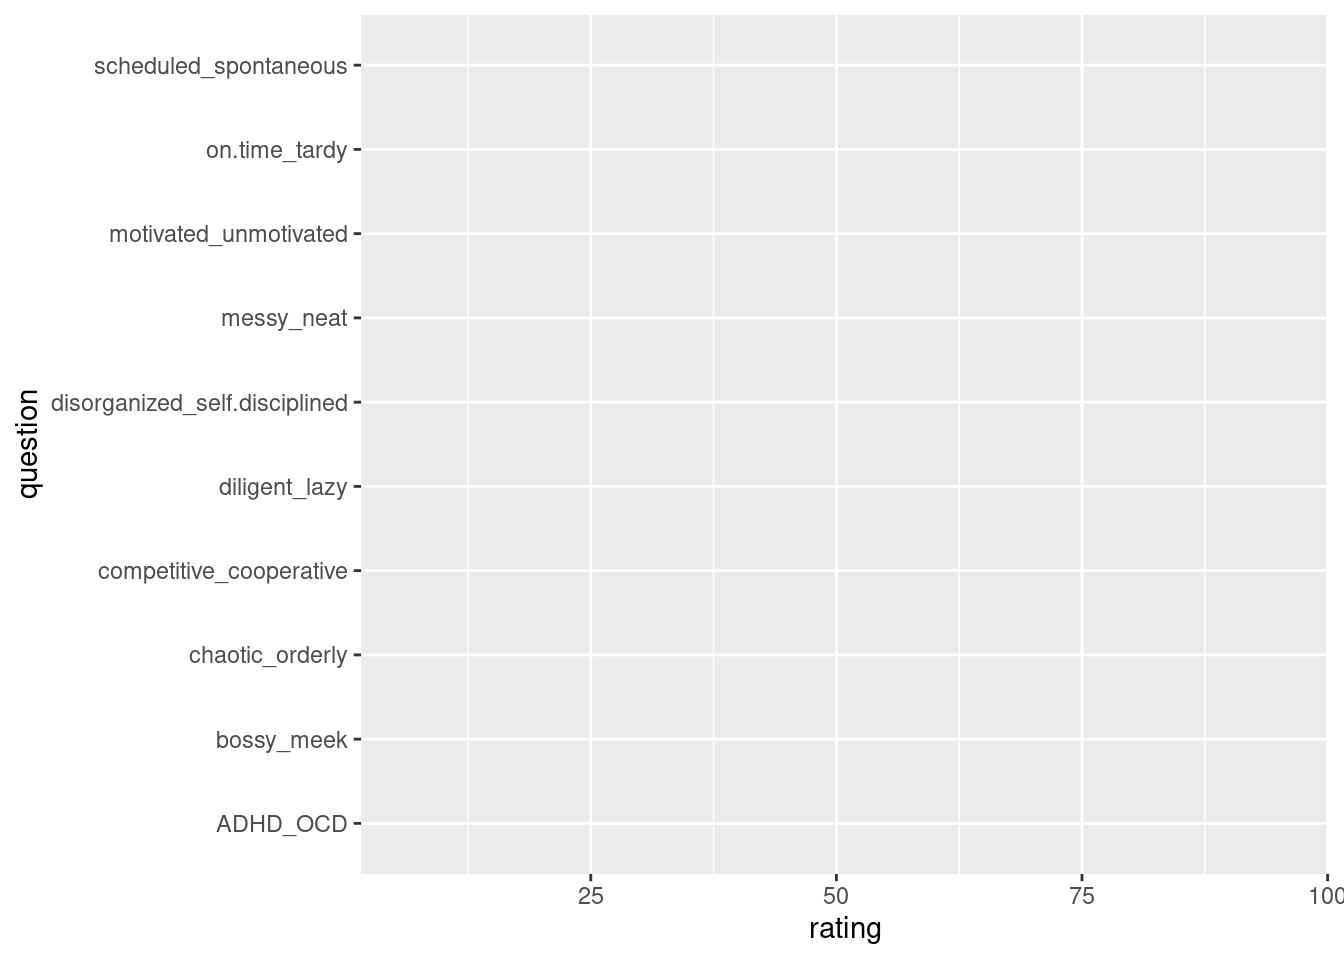 scheduled_spontaneous
on.time_tardy
motivated_unmotivated
messy_neat
disorganized_self.disciplined
diligent_lazy
competitive_cooperative
chaotic_orderly
bossy_meek
ADHD_OCD
question
25 50 75 100
rating